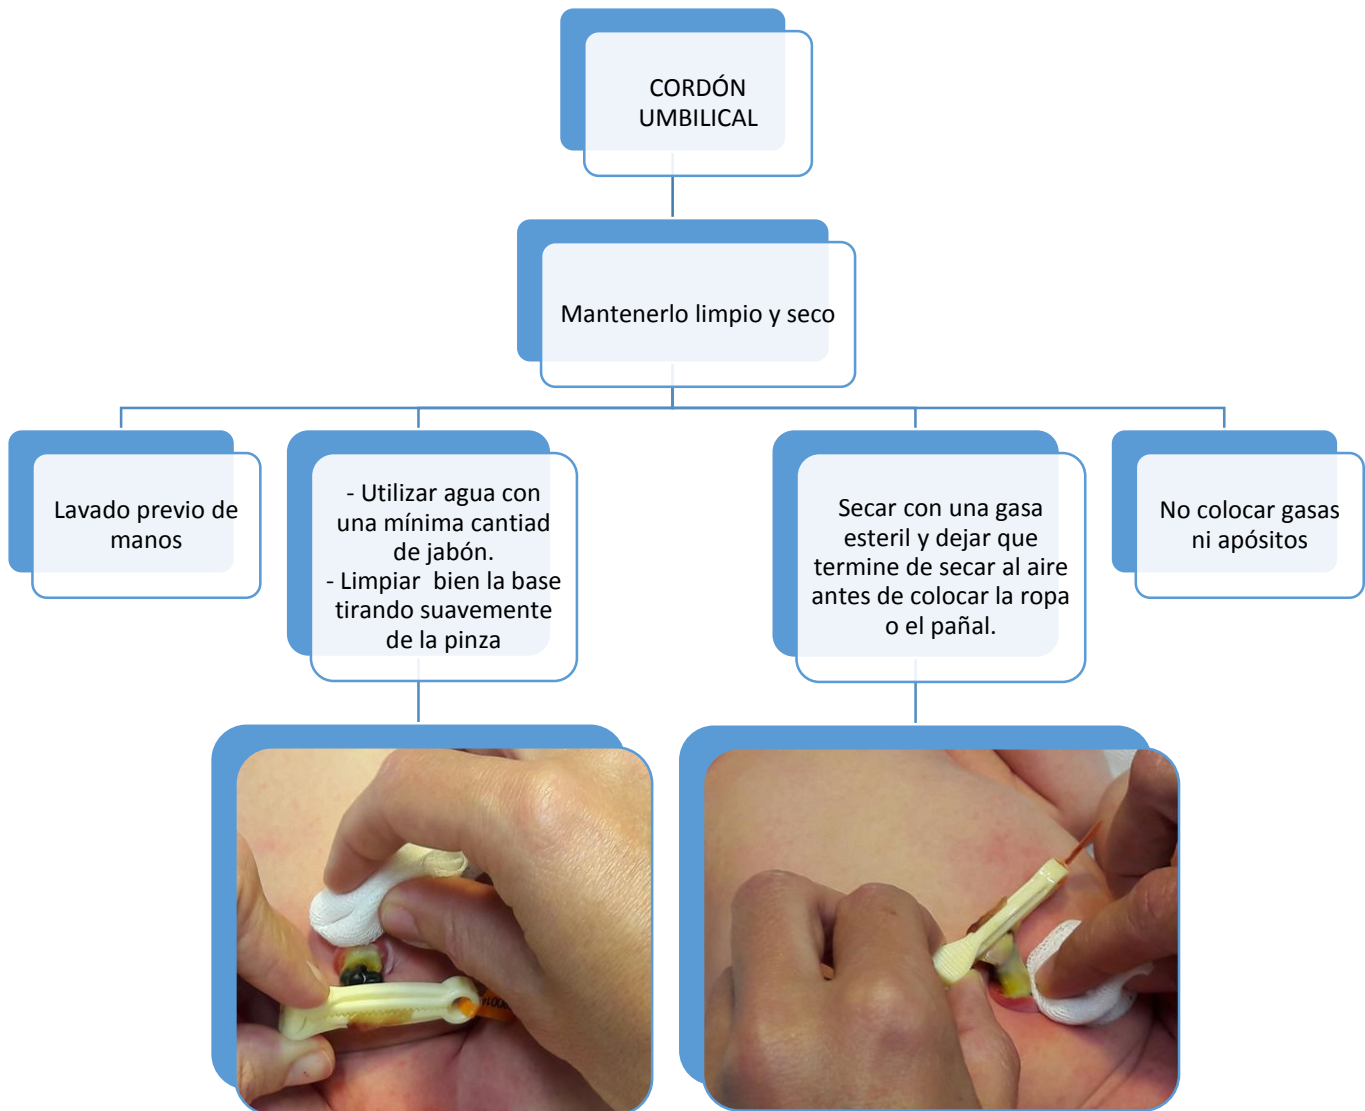 CORDÓN
UMBILICAL
Mantenerlo limpio y seco
Lavado previo de
manos
- Utilizar agua con
una mínima cantiad
de jabón.
- Limpiar bien la base
tirando suavemente
de la pinza
Secar con una gasa
esteril y dejar que
termine de secar al aire
antes de colocar la ropa
o el pañal.
No colocar gasas
ni apósitos